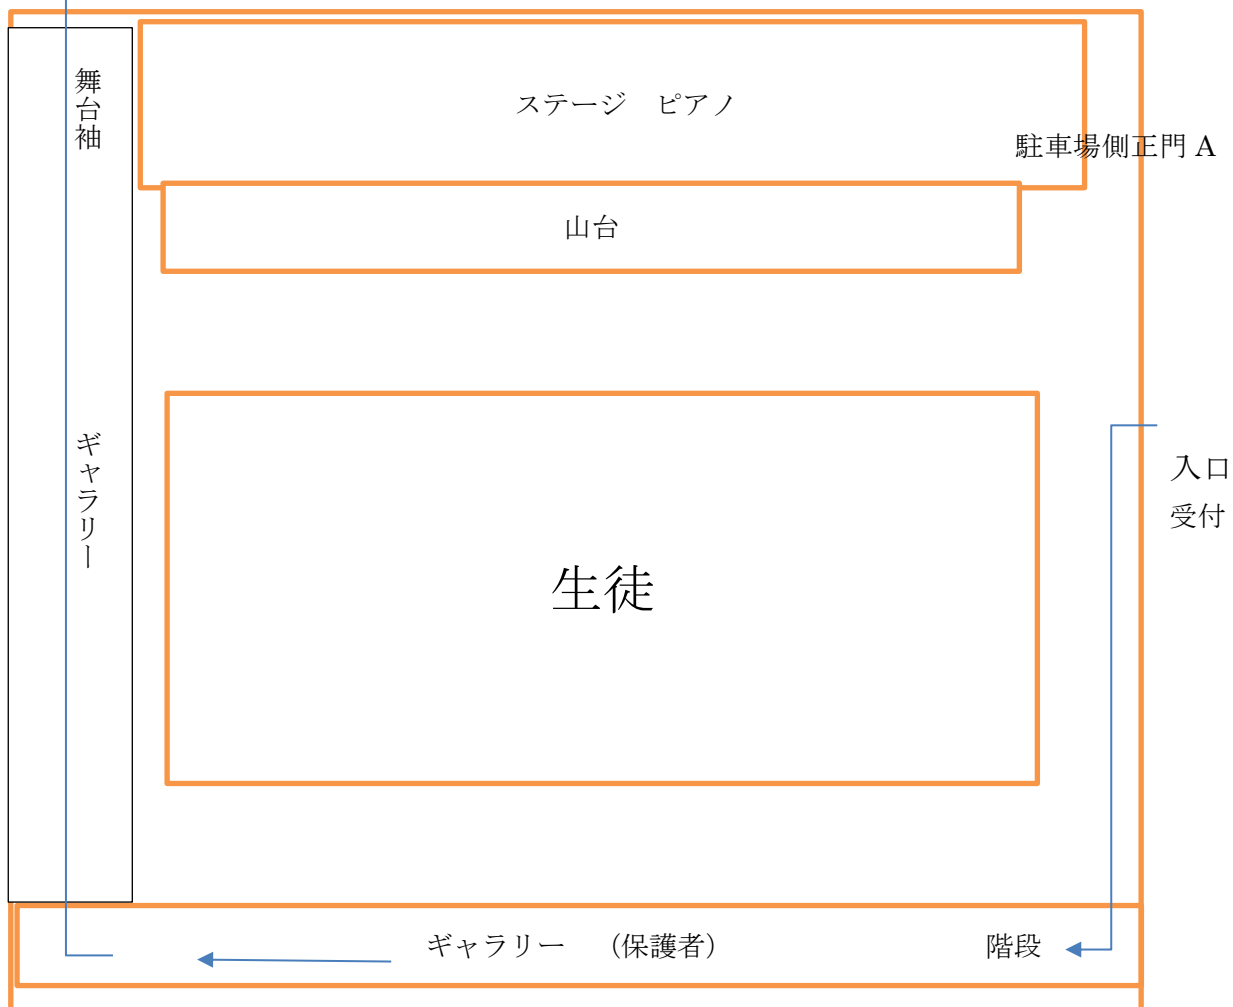 舞台袖
ステージ　ピアノ
駐車場側正門 A
山台
ギャラリー
入口
受付
生徒
ギャラリー　（保護者）
階段